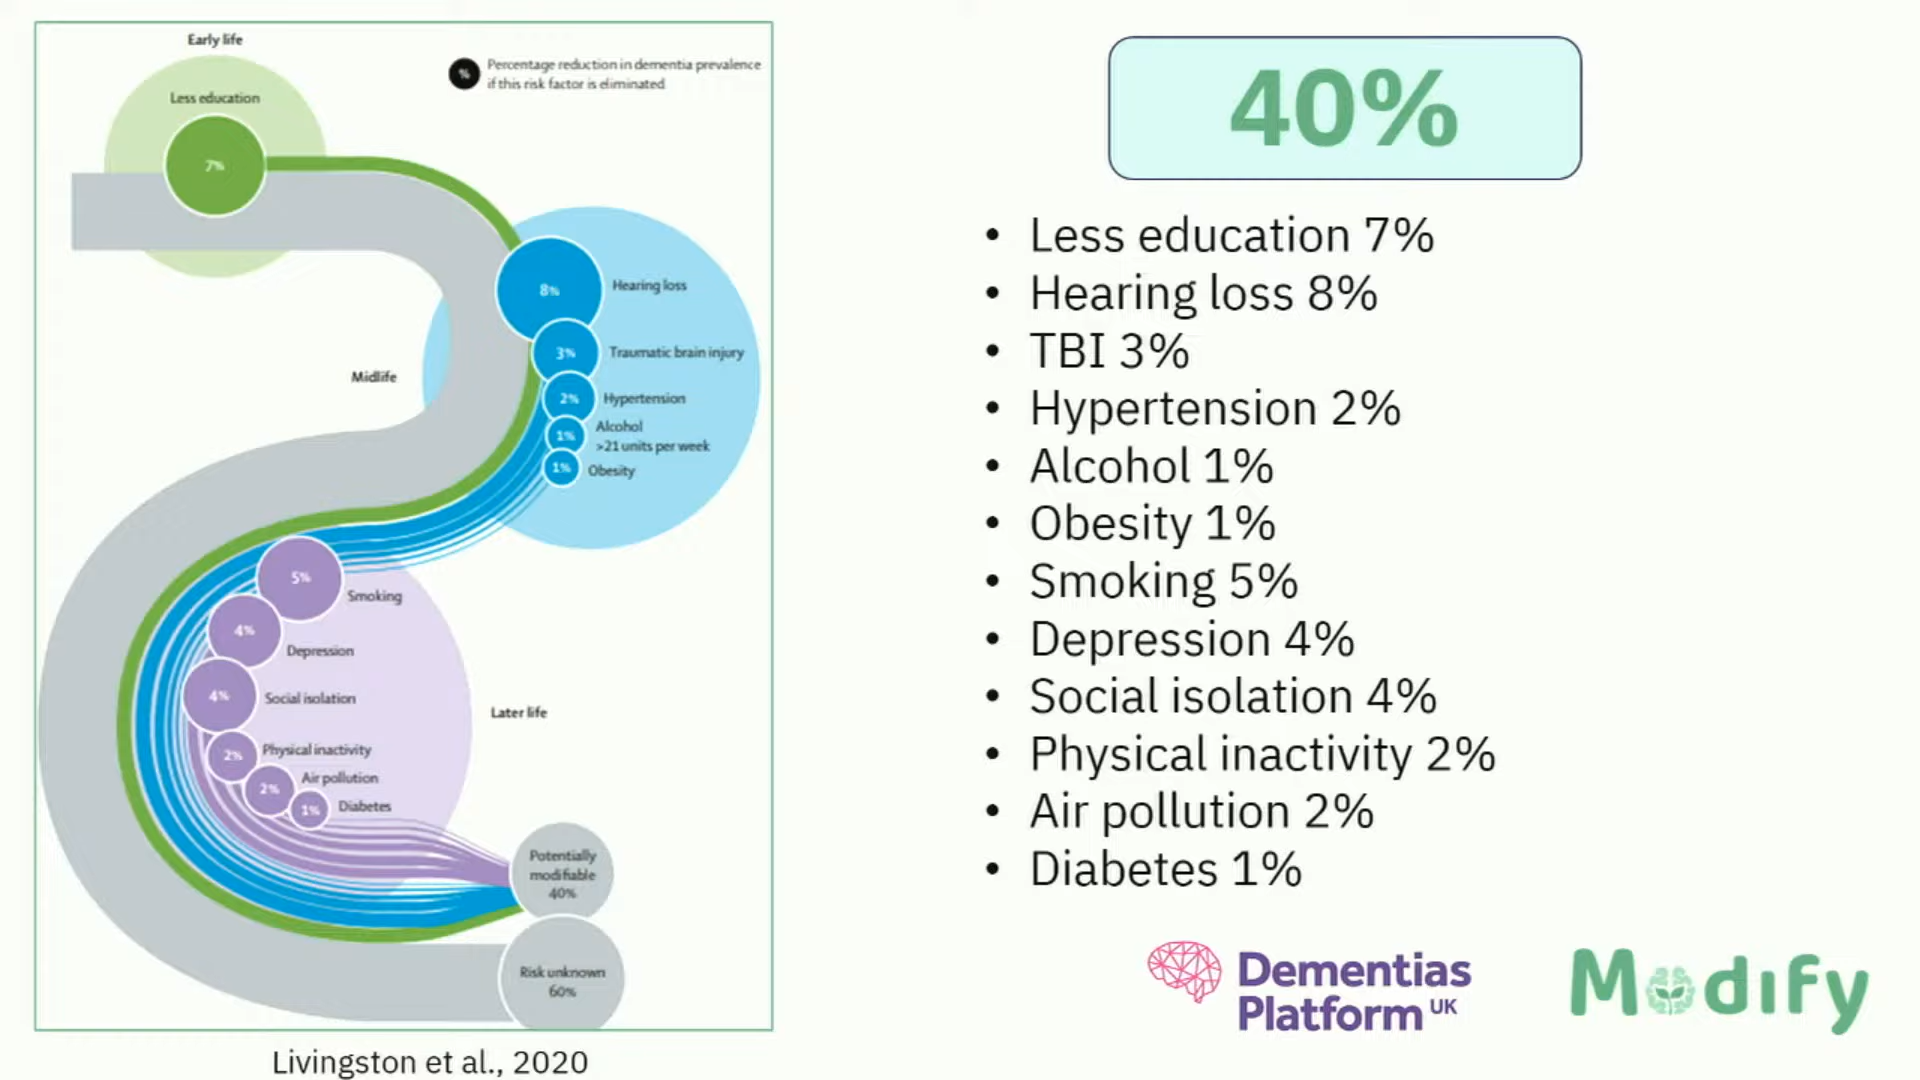 Early life
% Percentage reduction in dementia prevalence
if this risk factor is eliminated
Less education
7%
8% Hearing loss
3% Traumatic brain injury
Midlife
2% Hypertension
1% Alcohol
>21 units per week
1% Obesity
5% Smoking
4% Depression
4% Social isolation
Later life
2% Physical inactivity
2% Air pollution
1% Diabetes
Potentially
modifiable
40%
Risk unknown
60%
Livingston et al., 2020
40%
• Less education 7%
• Hearing loss 8%
• TBI 3%
• Hypertension 2%
• Alcohol 1%
• Obesity 1%
• Smoking 5%
• Depression 4%
• Social isolation 4%
• Physical inactivity 2%
• Air pollution 2%
• Diabetes 1%
Dementias
Platform UK
Modify